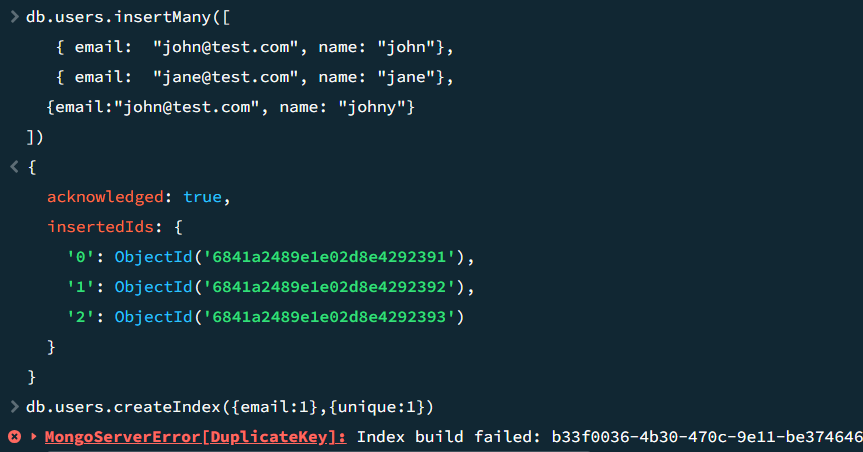 > db.users.insertMany([
{ email:  "john@test.com", name: "john"},
{ email:  "jane@test.com", name: "jane"},
{email:"john@test.com", name: "johny"}
])
< {
acknowledged: true,
insertedIds: {
'0': ObjectId('6841a2489e1e02d8e4292391'),
'1': ObjectId('6841a2489e1e02d8e4292392'),
'2': ObjectId('6841a2489e1e02d8e4292393')
}
}
> db.users.createIndex({email:1},{unique:1})
MongoServerError[DuplicateKey]: Index build failed: b33f0036-4b30-470c-9e11-be374646